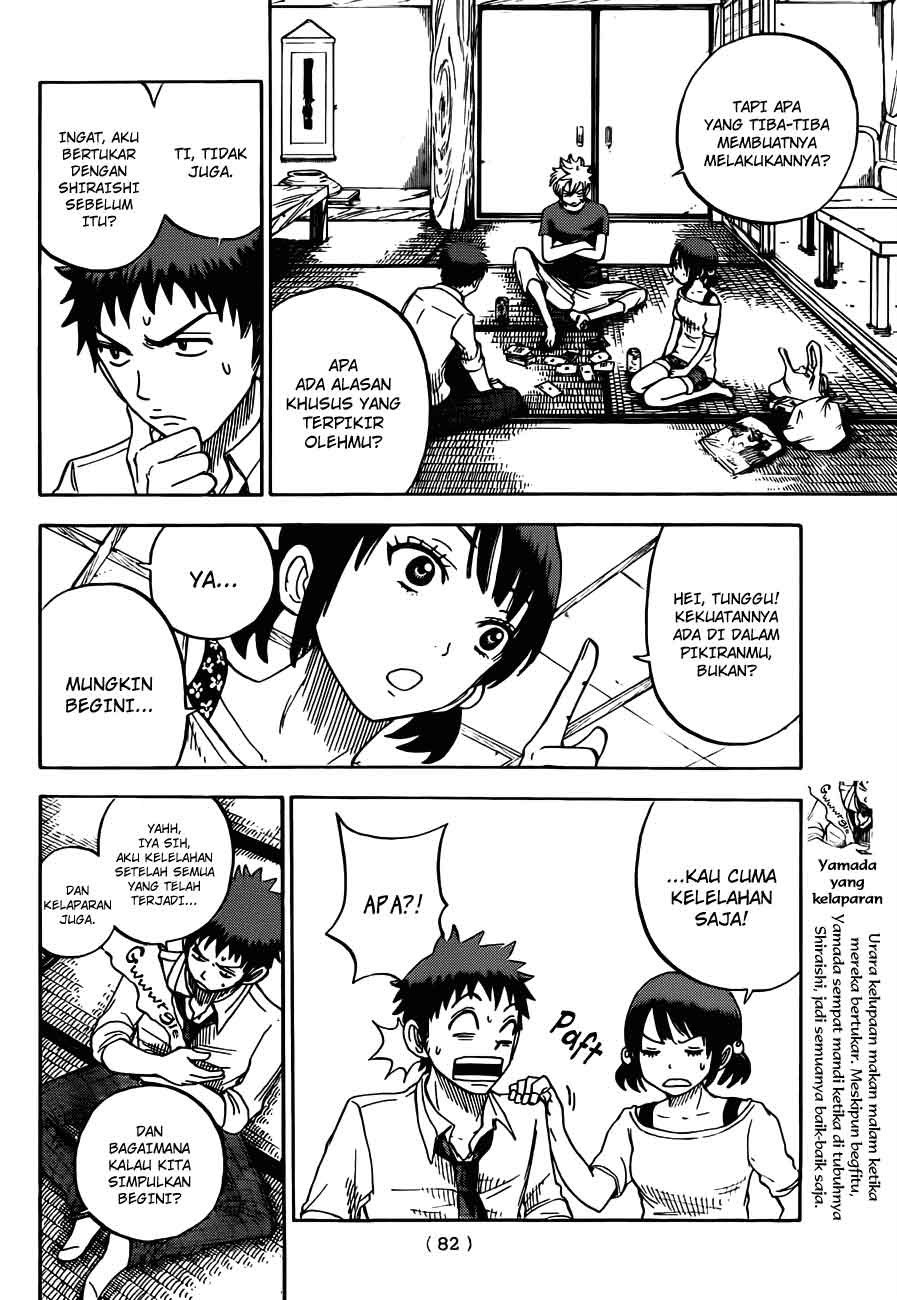 TAPI APA
YANG TIBA-TIBA
MEMBUATNYA
MELAKUKANNYA?
APA
ADA ALASAN
KHUSUS YANG
TERPIKIR
OLEHMU?
TI, TIDAK
JUGA.
INGAT, AKU
BERTUKAR
DENGAN
SHIRAISHI
SEBELUM
ITU?
HEI, TUNGGU!
KEKUATANNYA
ADA DI DALAM
PIKIRANMU,
BUKAN?
YA...
MUNGKIN
BEGINI...
...KAU CUMA
KELELAHAN
SAJA!
APA?!
Paft
YAHH,
IYA SIH,
AKU KELELAHAN
SETELAH SEMUA
YANG TELAH
TERJADI...
DAN
KELAPARAN
JUGA.
Gwwwrgle
DAN
BAGAIMANA
KALAU KITA
SIMPULKAN
BEGINI?
Gwwwrgle
Yamada
yang
kelaparan
Urara kelupaan makan malam ketika
mereka bertukar. Meskipun begfitu,
Yamada sempat mandi ketika di tubuhnya
Shiraishi, jadi semuanya baik-baik saja.
( 82 )